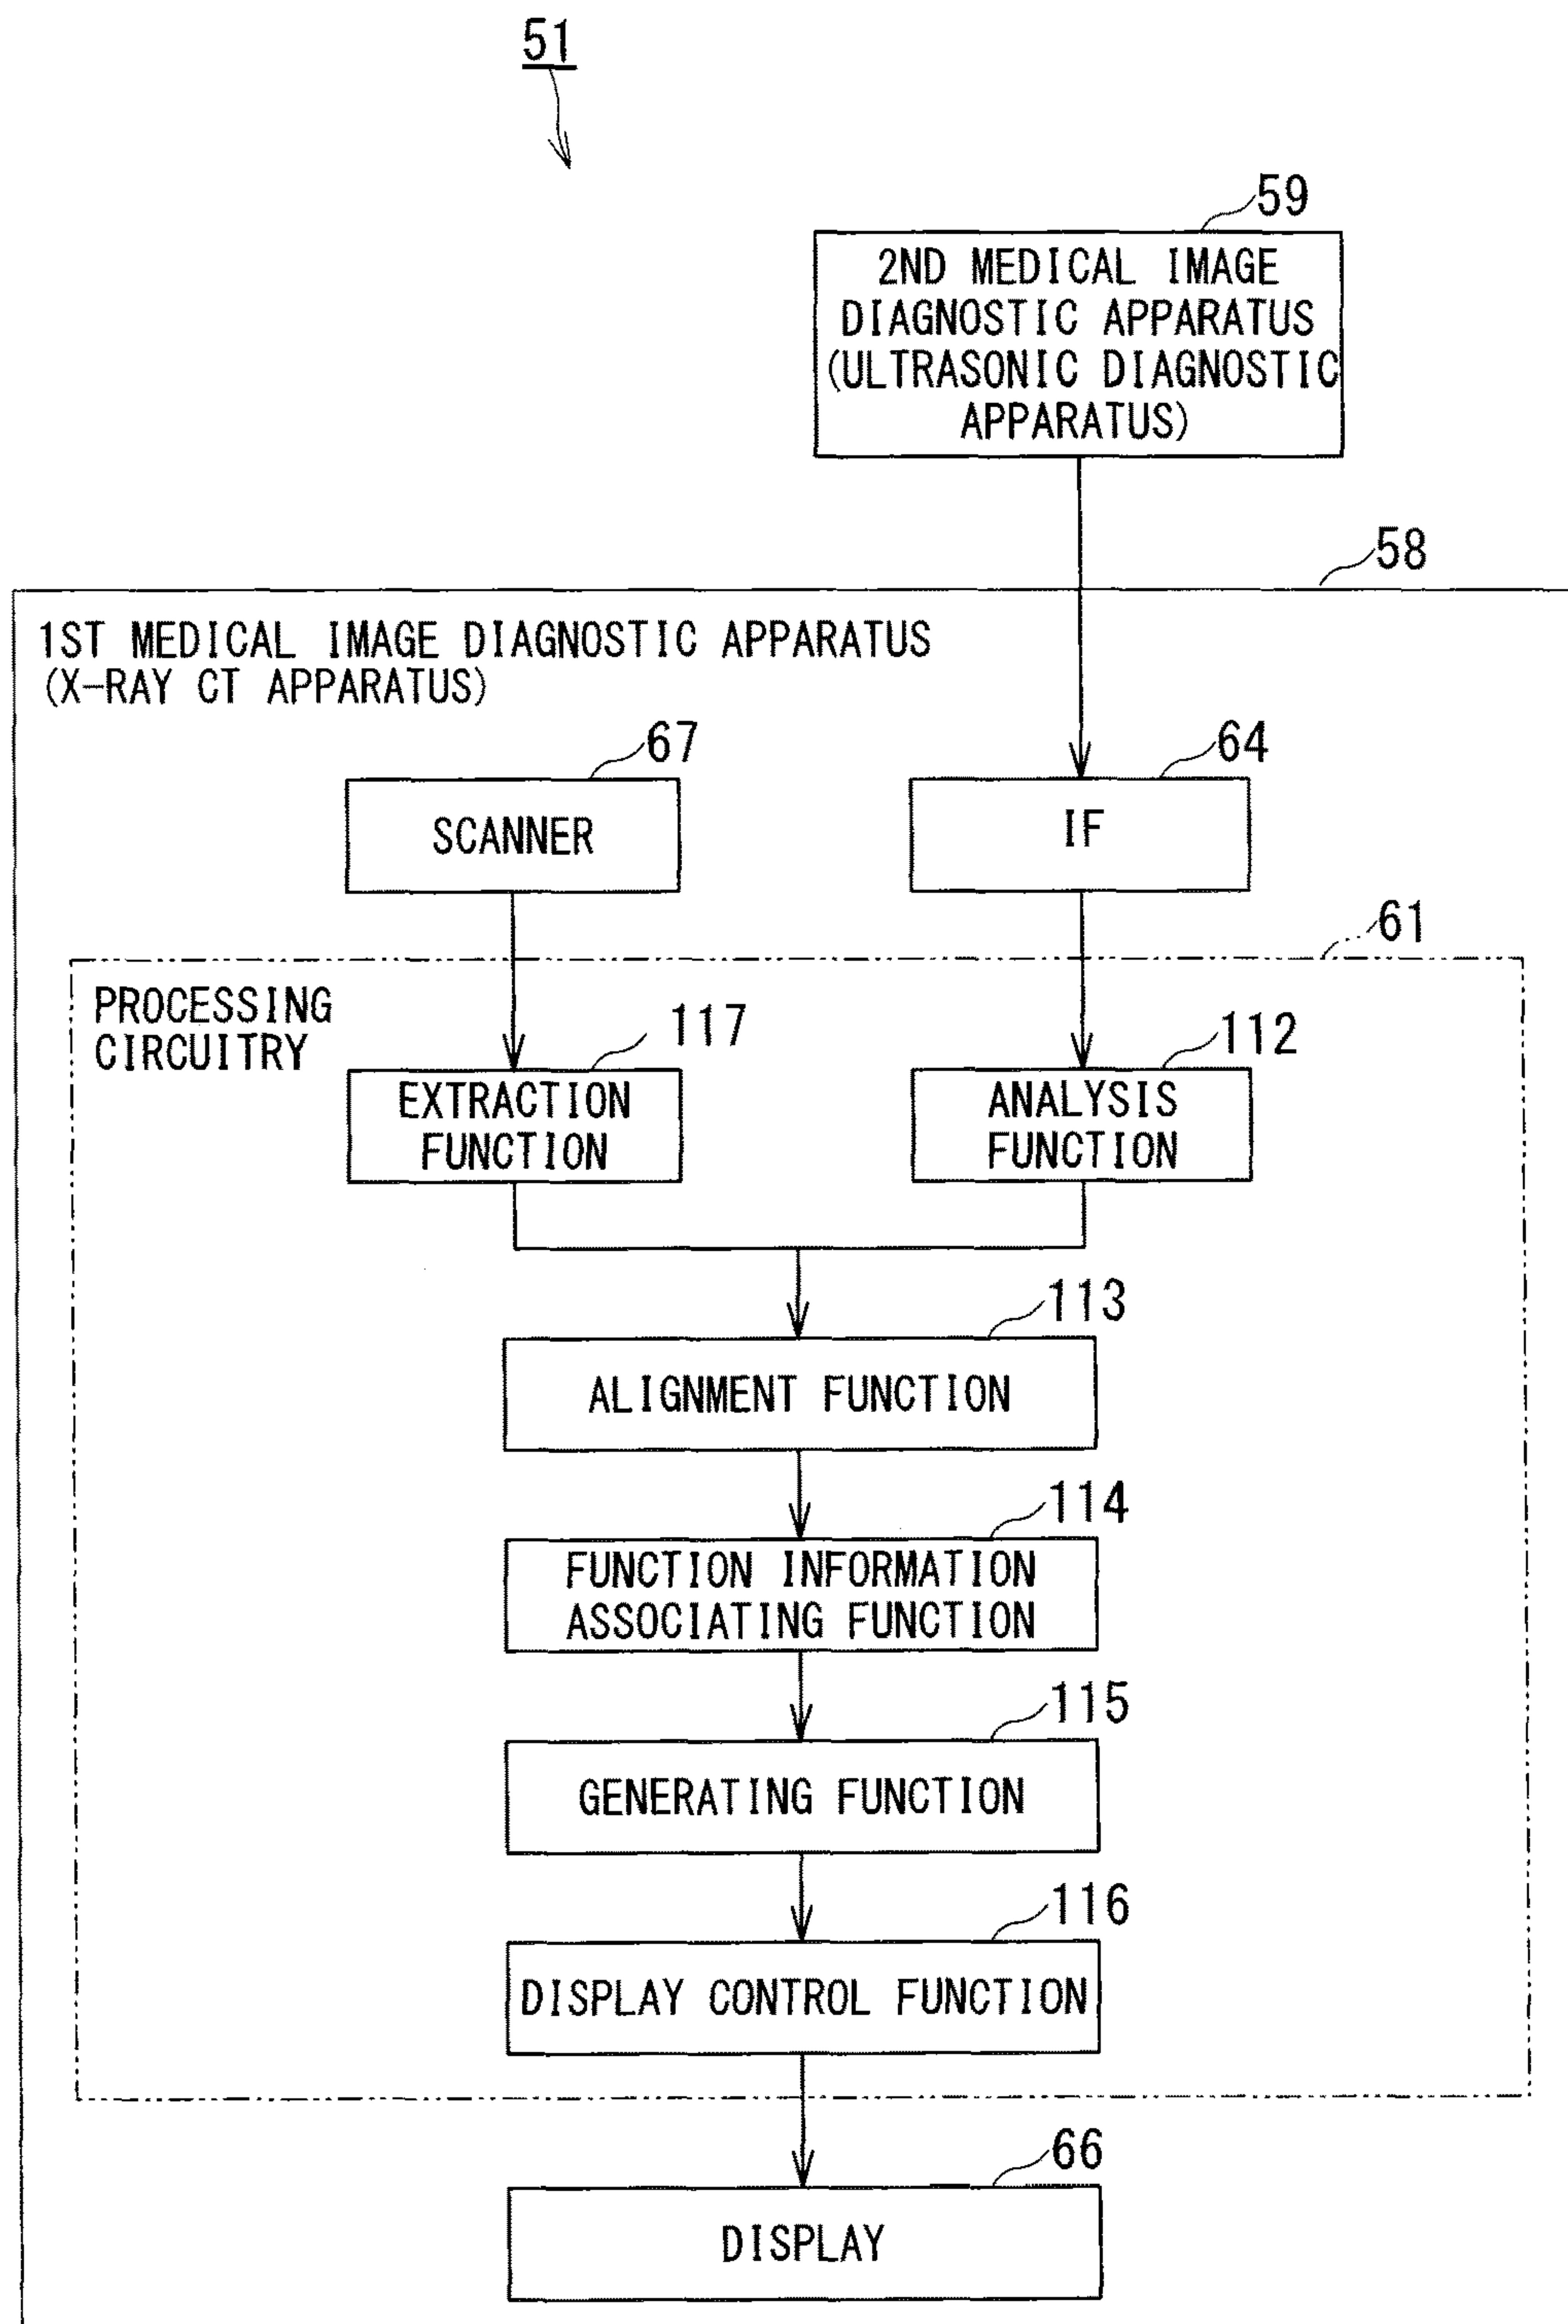 51
59
2ND MEDICAL IMAGE
DIAGNOSTIC APPARATUS
(ULTRASONIC DIAGNOSTIC
APPARATUS)
58
1ST MEDICAL IMAGE DIAGNOSTIC APPARATUS
(X-RAY CT APPARATUS)
67
64
SCANNER
IF
61
PROCESSING
CIRCUITRY
117
112
EXTRACTION
FUNCTION
ANALYSIS
FUNCTION
113
ALIGNMENT FUNCTION
114
FUNCTION INFORMATION
ASSOCIATING FUNCTION
115
GENERATING FUNCTION
116
DISPLAY CONTROL FUNCTION
66
DISPLAY